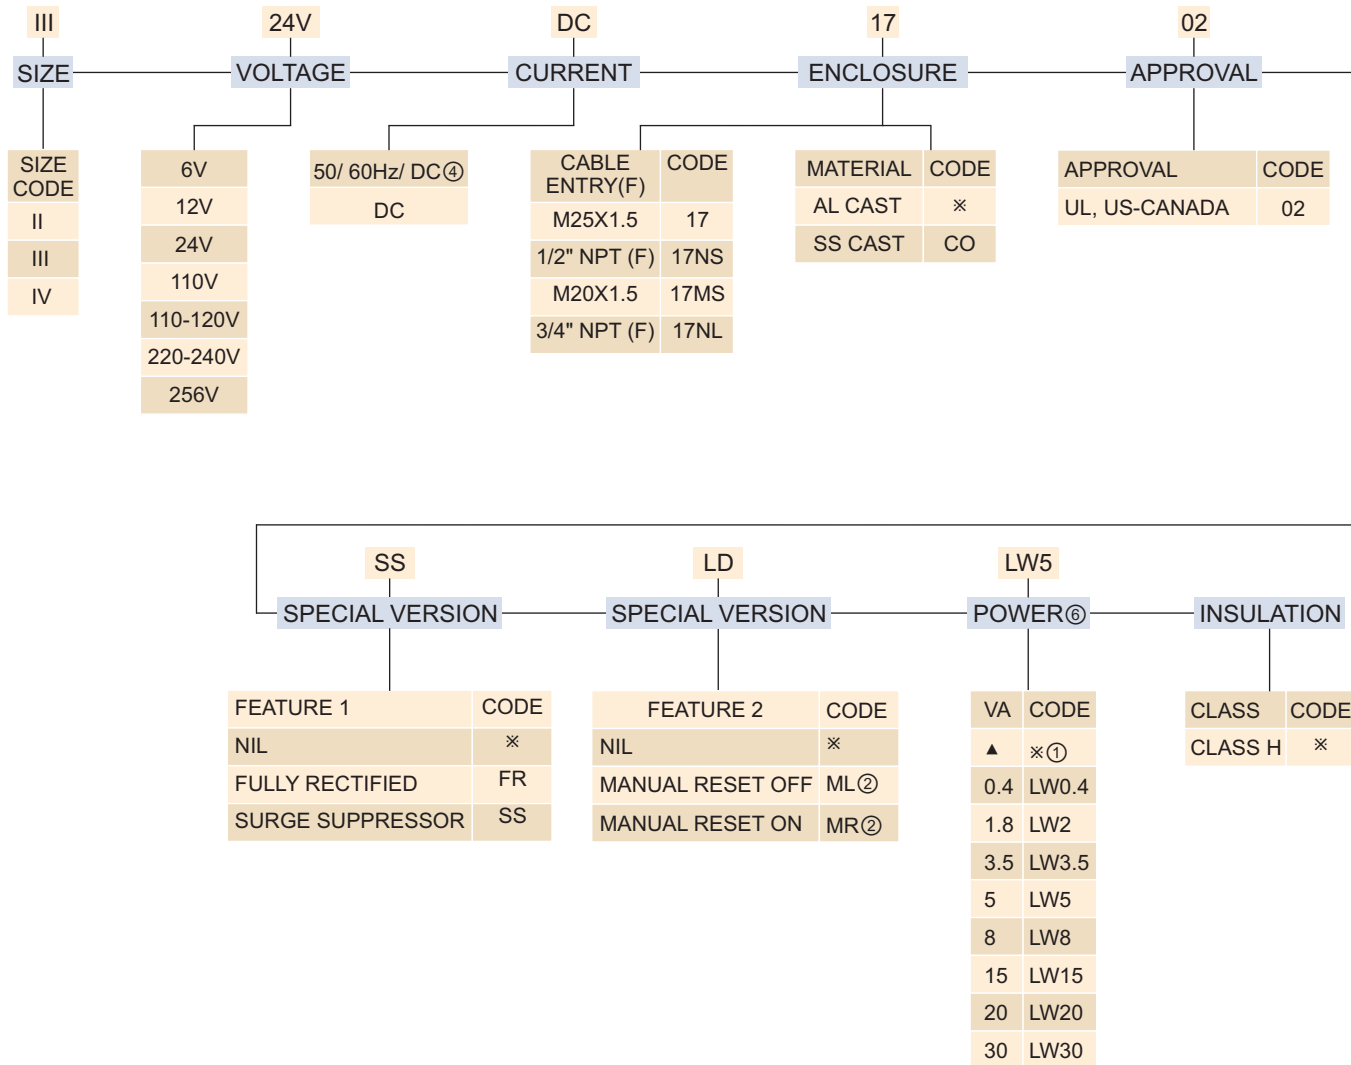 III 24V DC 17 02
SIZE VOLTAGE CURRENT ENCLOSURE APPROVAL
SIZE
CODE
II
III
IV
6V
12V
24V
110V
110-120V
220-240V
256V
50/ 60Hz/ DC④
DC
CABLE
ENTRY(F) CODE
M25X1.5 17
1/2" NPT (F) 17NS
M20X1.5 17MS
3/4" NPT (F) 17NL
MATERIAL CODE
AL CAST ※
SS CAST CO
APPROVAL CODE
UL, US-CANADA 02
SS LD LW5
SPECIAL VERSION SPECIAL VERSION POWER⑥ INSULATION
FEATURE 1 CODE
NIL ※
FULLY RECTIFIED FR
SURGE SUPPRESSOR SS
FEATURE 2 CODE
NIL ※
MANUAL RESET OFF ML②
MANUAL RESET ON MR②
VA CODE
▲ ※①
0.4 LW0.4
1.8 LW2
3.5 LW3.5
5 LW5
8 LW8
15 LW15
20 LW20
30 LW30
CLASS CODE
CLASS H ※